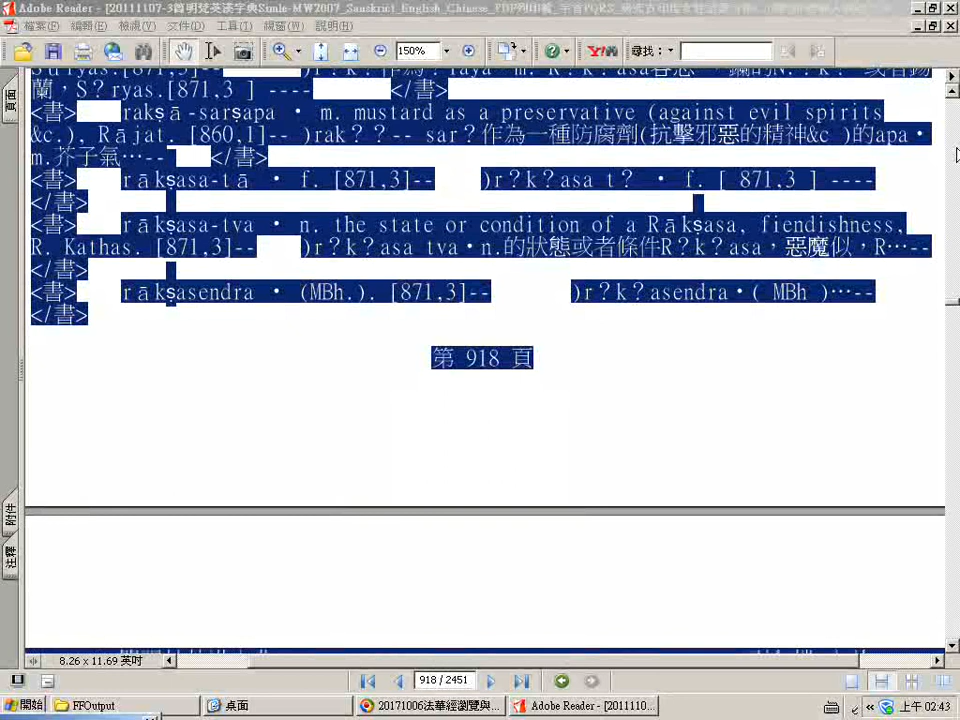 Adobe Reader - [20111107-3簡明梵英漢字典Sunle-MW2007_Sanskrit_English_Chinese_PDF
檔案(F) 編輯(E) 檢視(V) 文件(D) 工具(T) 視窗(W) 說明(H)
150% 尋找：
頁面
蘭，S？ryas.[871,3 ] ---- </書>
<書> rakṣā-sarṣapa · m. mustard as a preservative (against evil spirits
&c.), Rājat. [860,1]-- )rak？？-- sar？作為一種防腐劑(抗擊邪惡的精神&c )的apa·
m.芥子氣…-- </書>
<書> rākṣasa-tā · f. [871,3]-- )r？k？asa t？ · f. [ 871,3 ] ----
</書>
<書> rākṣasa-tva · n. the state or condition of a Rākṣasa, fiendishness,
R. Kathas. [871,3]-- )r？k？asa tva·n.的狀態或者條件R？k？asa，惡魔似，R…--
</書>
<書> rākṣasendra · (MBh.). [871,3]-- )r？k？asendra·( MBh )…--
</書>
第 918 頁
附件
注釋
8.26 x 11.69 英吋
918 / 2451
開始 FFOutput 桌面 20171006法華經瀏覽與... Adobe Reader - [2011110... 上午 02:43